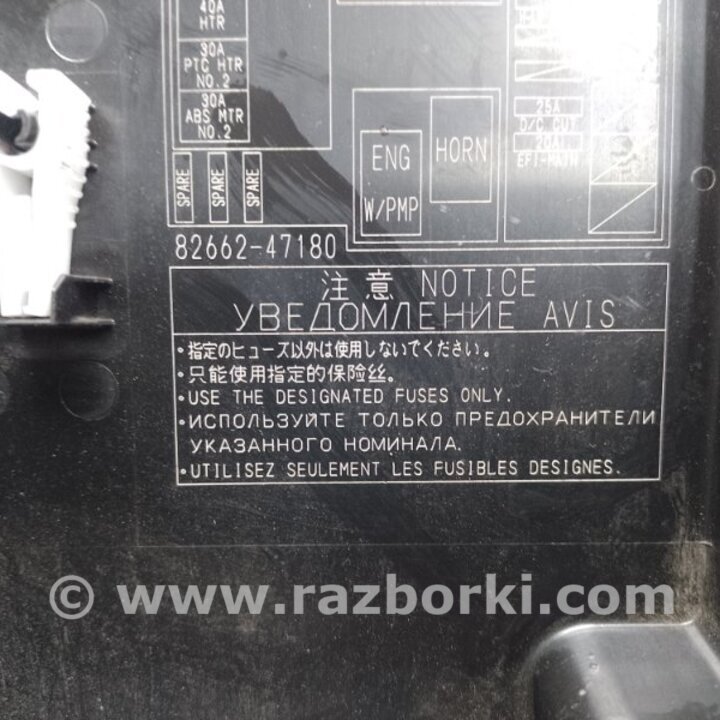 40A
HTR
30A
PTC HTR
NO.2
30A
ABS MTR
NO.2
SPARE SPARE SPARE
ENG
W/PMP
HORN
25A
D/C CUT
20A
EFI-MAIN
82662-47180
注意 NOTICE
УВЕДОМЛЕНИЕ AVIS
・指定のヒューズ以外は使用しないでください。
・只能使用指定的保险丝。
・USE THE DESIGNATED FUSES ONLY.
・ИСПОЛЬЗУЙТЕ ТОЛЬКО ПРЕДОХРАНИТЕЛИ
УКАЗАННОГО НОМИНАЛА.
・UTILISEZ SEULEMENT LES FUSIBLES DESIGNES.
© www.razborki.com